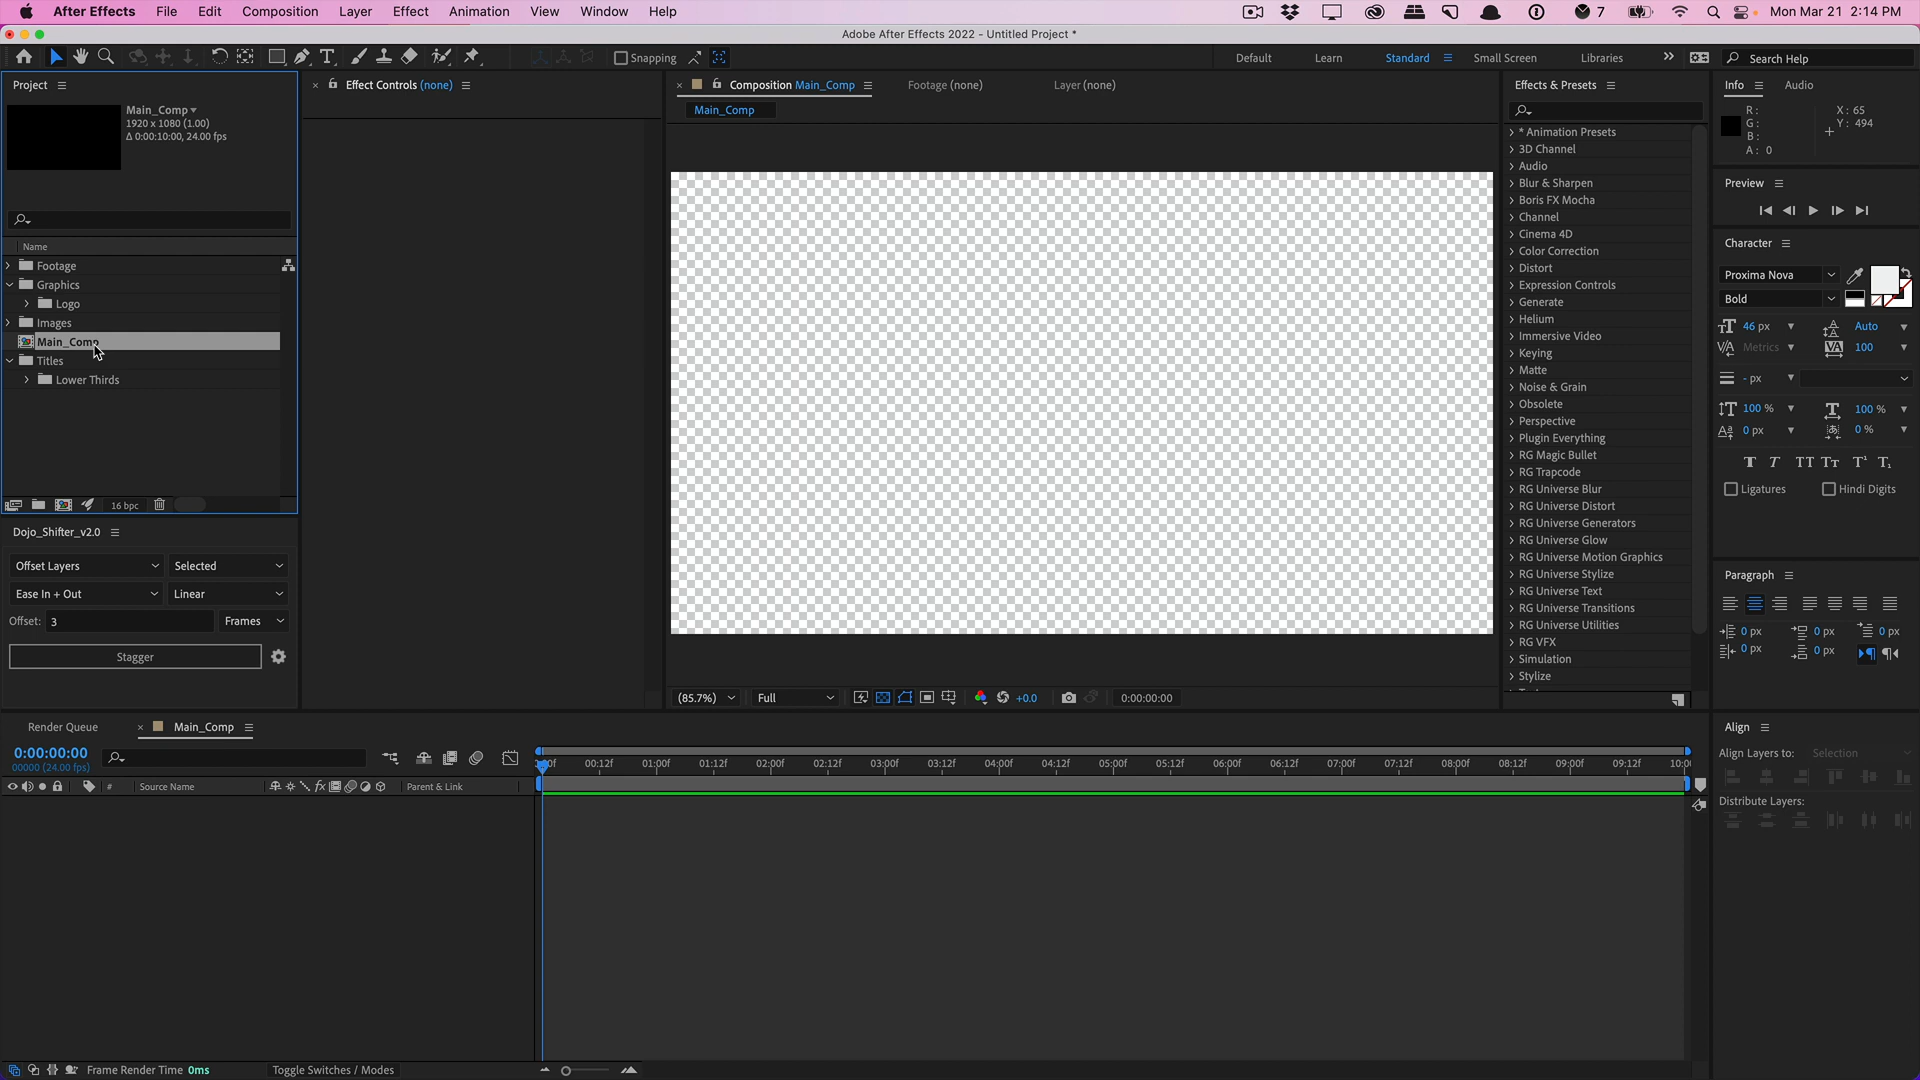 After Effects File Edit Composition Layer Effect Animation View Window Help 7 Mon Mar 21 2:14 PM
Adobe After Effects 2022 - Untitled Project *
Snapping Default Learn Standard Small Screen Libraries Search Help
Project Effect Controls (none) Composition Main_Comp Footage (none) Layer (none) Effects & Presets Info Audio
Main_Comp
1920 x 1080 (1.00)
Δ 0:00:10:00, 24.00 fps
Name
Footage
Graphics
Logo
Images
Main_Comp
Titles
Lower Thirds
16 bpc
Dojo_Shifter_v2.0
Offset Layers Selected
Ease In + Out Linear
Offset: 3 Frames
Stagger
Main_Comp
(85.7%) Full +0.0 0:00:00:00
* Animation Presets
3D Channel
Audio
Blur & Sharpen
Boris FX Mocha
Channel
Cinema 4D
Color Correction
Distort
Expression Controls
Generate
Helium
Immersive Video
Keying
Matte
Noise & Grain
Obsolete
Perspective
Plugin Everything
RG Magic Bullet
RG Trapcode
RG Universe Blur
RG Universe Distort
RG Universe Generators
RG Universe Glow
RG Universe Motion Graphics
RG Universe Stylize
RG Universe Text
RG Universe Transitions
RG Universe Utilities
RG VFX
Simulation
Stylize
R: X: 65
G: Y: 494
B:
A: 0
Preview
Character
Proxima Nova
Bold
46 px Auto
Metrics 100
- px
100 % 100 %
0 px 0 %
Ligatures Hindi Digits
Paragraph
0 px 0 px 0 px
0 px 0 px
Render Queue Main_Comp
0:00:00:00
00000 (24.00 fps)
# Source Name Parent & Link
00:12f 01:00f 01:12f 02:00f 02:12f 03:00f 03:12f 04:00f 04:12f 05:00f 05:12f 06:00f 06:12f 07:00f 07:12f 08:00f 08:12f 09:00f 09:12f
Align
Align Layers to: Selection
Distribute Layers:
Frame Render Time 0ms Toggle Switches / Modes